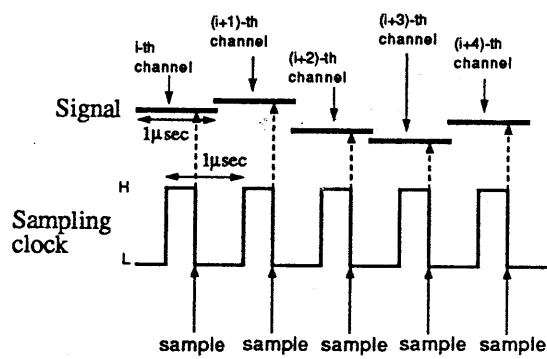 i-th
channel
(i+1)-th
channel
(i+2)-th
channel
(i+3)-th
channel
(i+4)-th
channel
Signal
1μsec
1μsec
H
Sampling
clock
L
sample sample sample sample sample